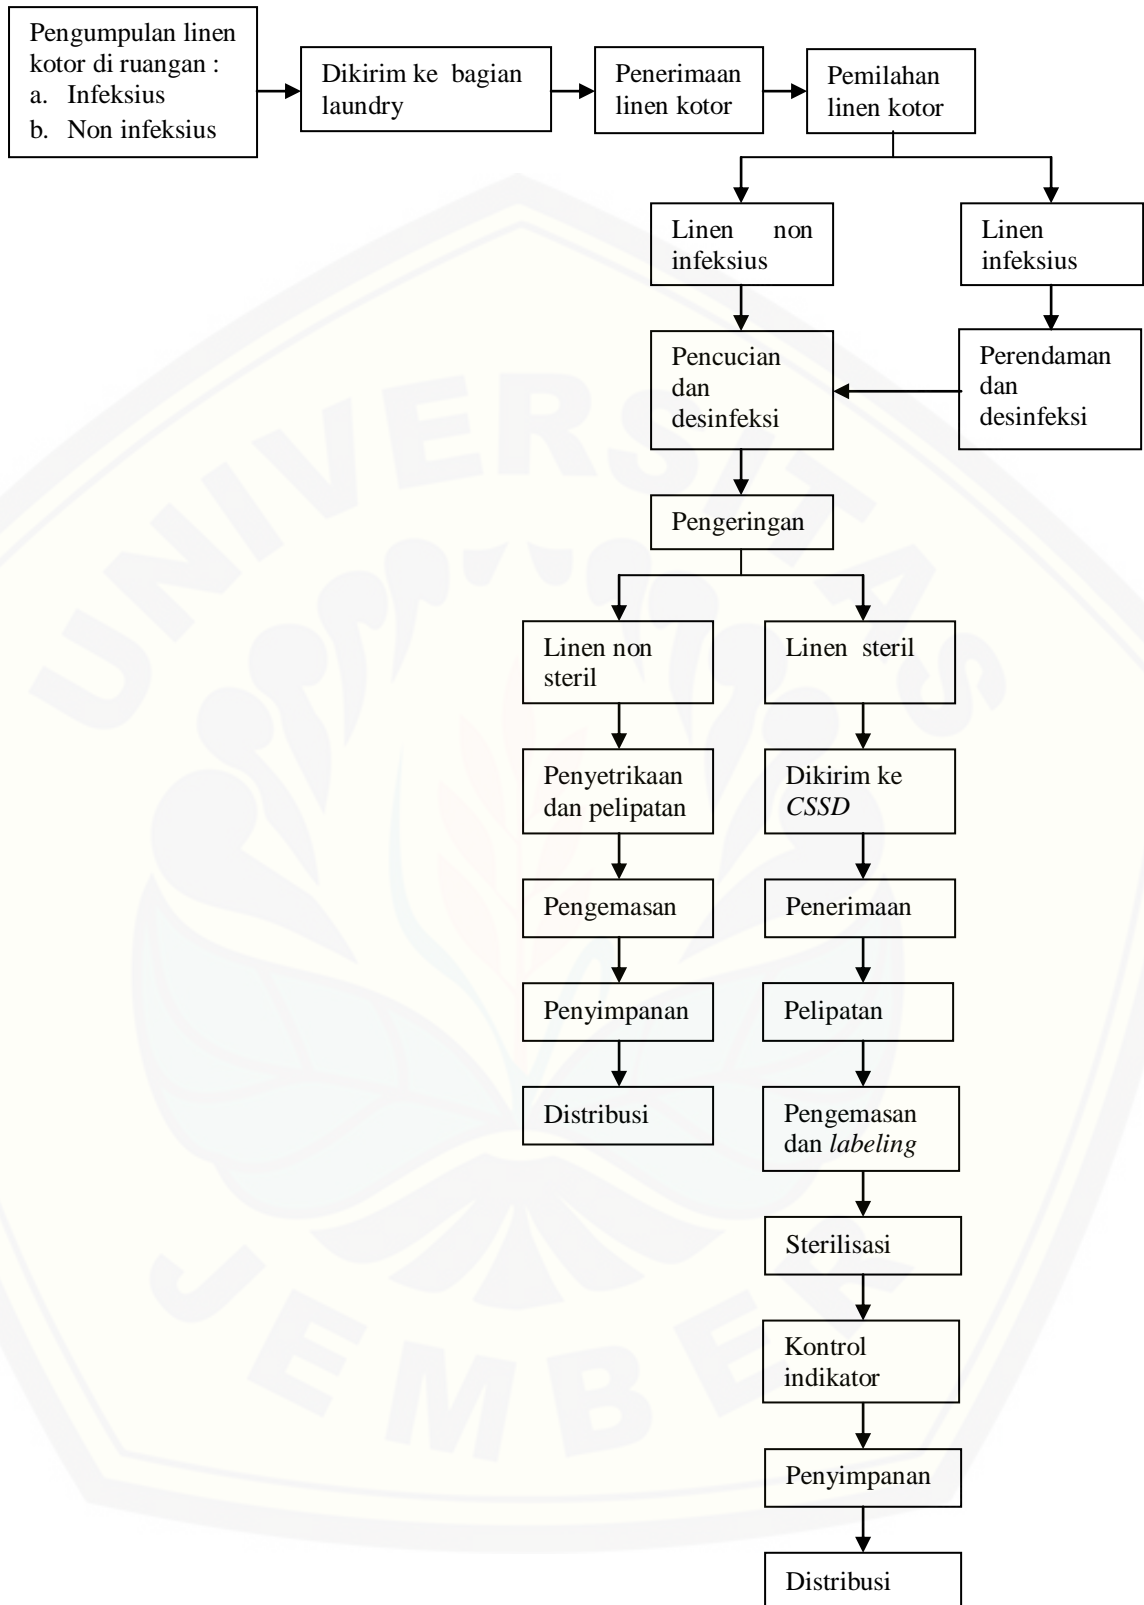 Pengumpulan linen
kotor di ruangan :
a. Infeksius
b. Non infeksius
Dikirim ke bagian
laundry
Penerimaan
linen kotor
Pemilahan
linen kotor
Linen non
infeksius
Linen
infeksius
Pencucian
dan
desinfeksi
Perendaman
dan
desinfeksi
Pengeringan
Linen non
steril
Linen steril
Penyetrikaan
dan pelipatan
Dikirim ke
CSSD
Pengemasan
Penerimaan
Penyimpanan
Pelipatan
Distribusi
Pengemasan
dan labeling
Sterilisasi
Kontrol
indikator
Penyimpanan
Distribusi
UNIVERSITAS
JEMBER